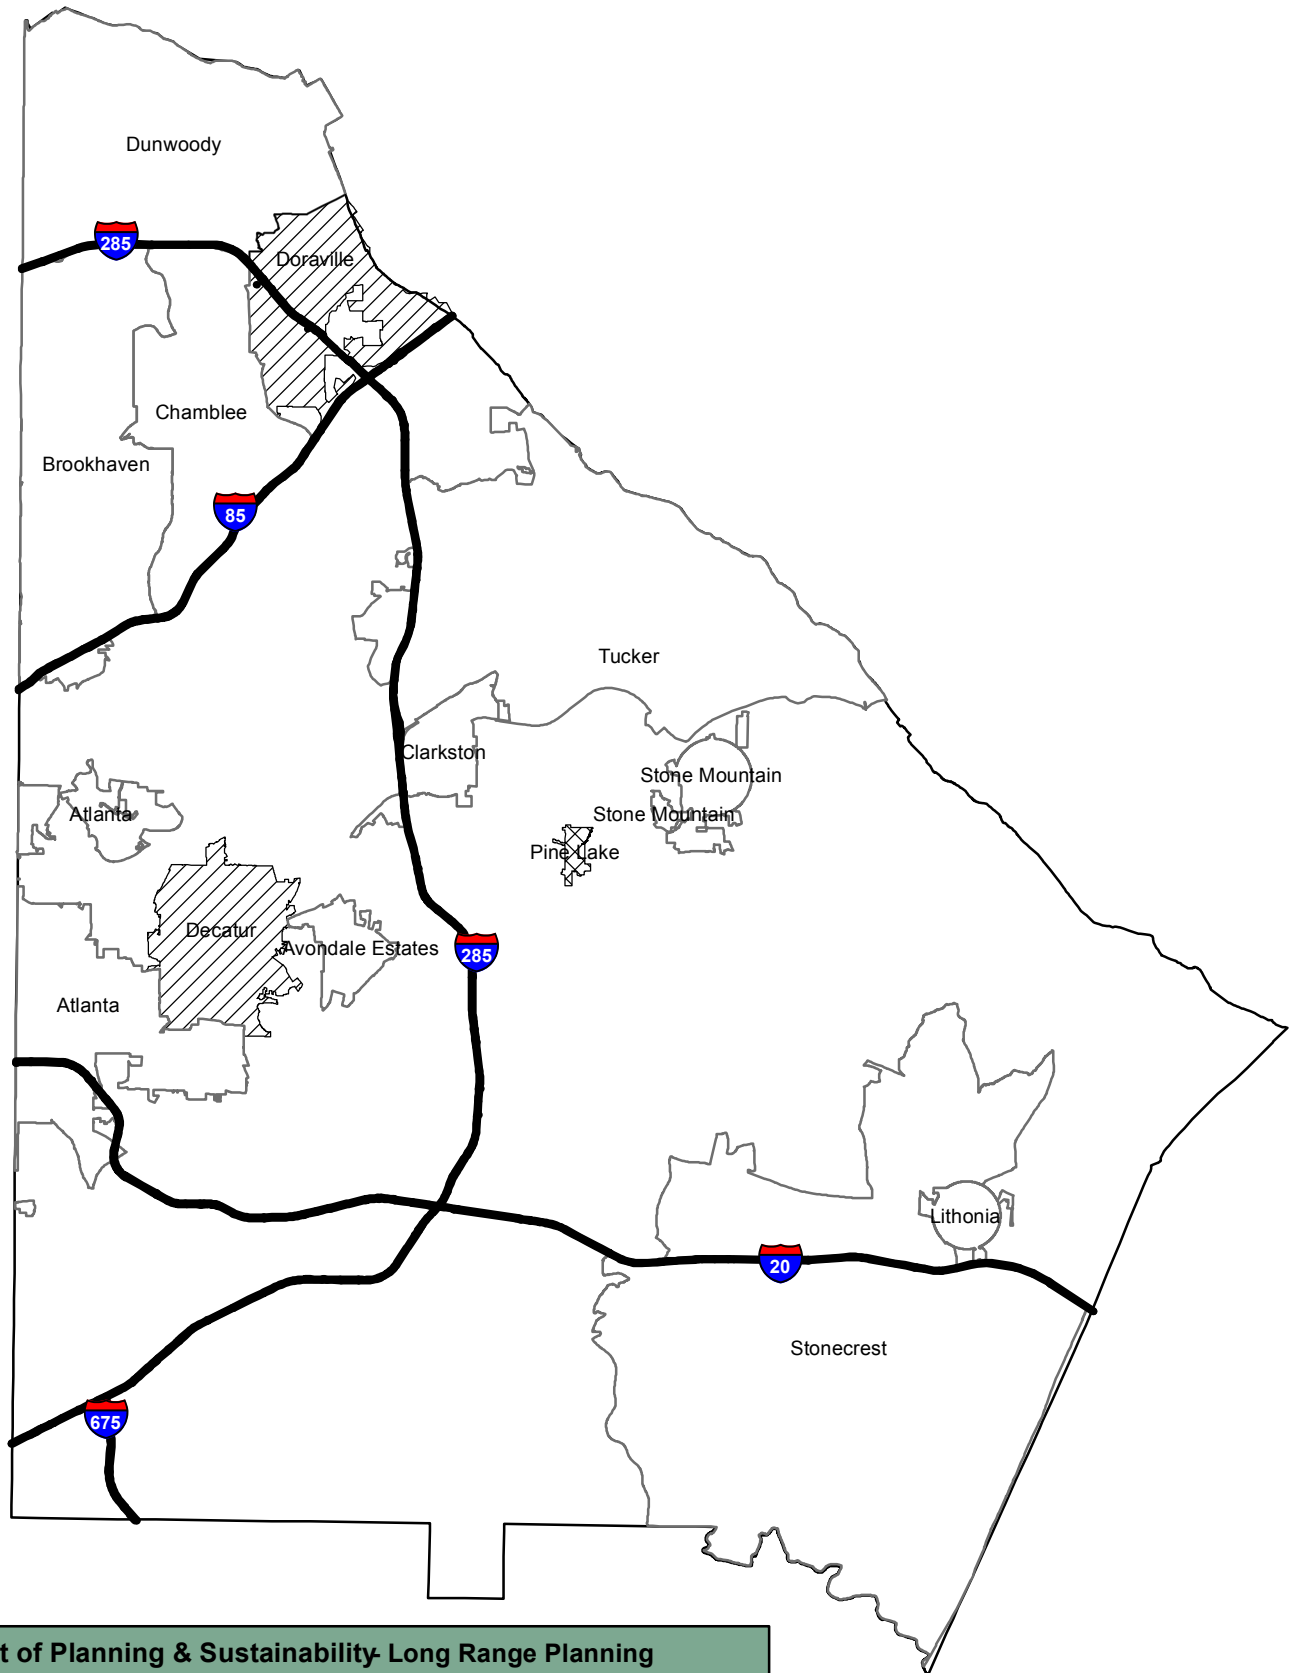 Dunwoody
285
Doraville
Chamblee
Brookhaven
85
Tucker
Clarkston
Stone Mountain
Atlanta
Stone Mountain
Pine Lake
Decatur
Avondale Estates
285
Atlanta
Lithonia
20
Stonecrest
675
t of Planning & Sustainability- Long Range Planning